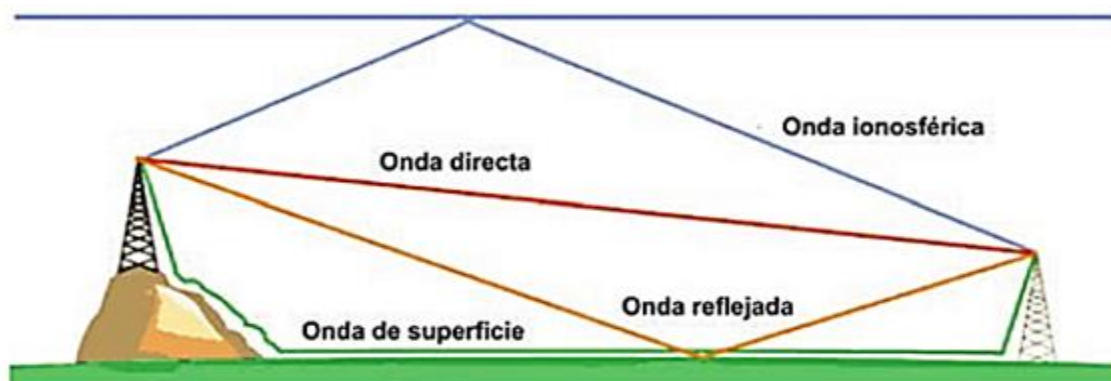 Onda ionosférica
Onda directa
Onda reflejada
Onda de superficie